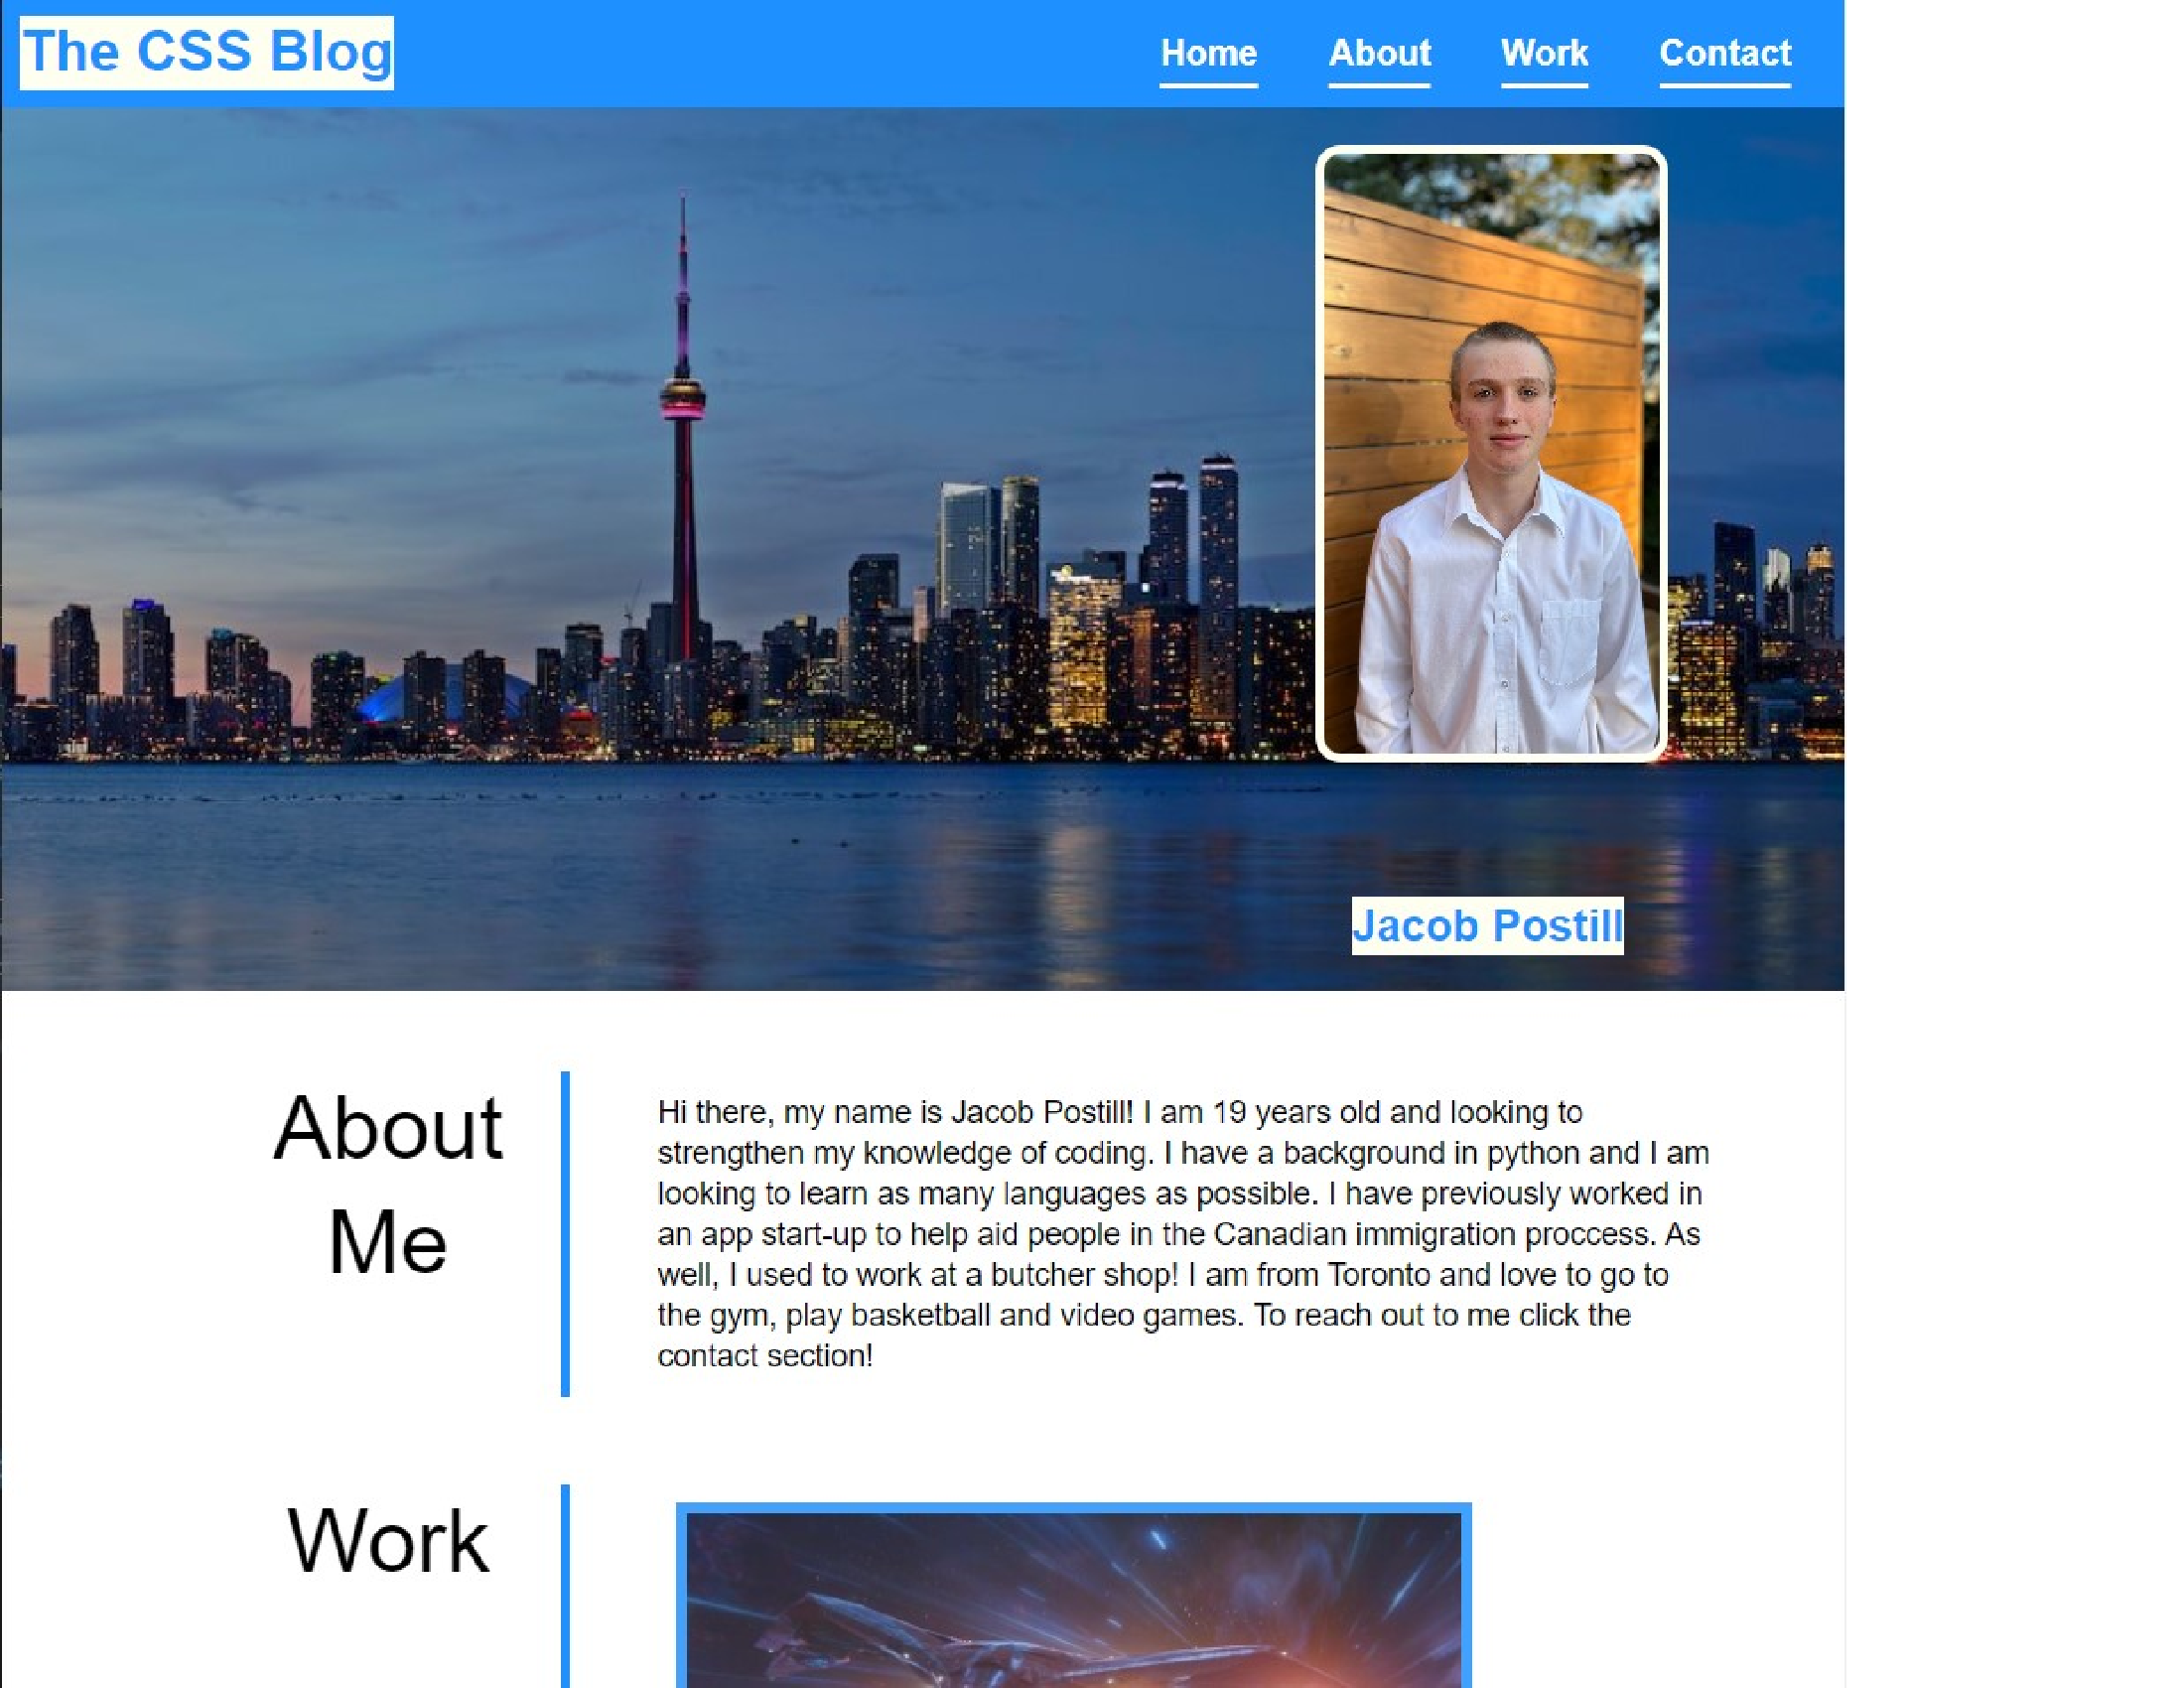 The CSS Blog
Home About Work Contact
Jacob Postill
About
Me
Hi there, my name is Jacob Postill! I am 19 years old and looking to
strengthen my knowledge of coding. I have a background in python and I am
looking to learn as many languages as possible. I have previously worked in
an app start-up to help aid people in the Canadian immigration proccess. As
well, I used to work at a butcher shop! I am from Toronto and love to go to
the gym, play basketball and video games. To reach out to me click the
contact section!
Work